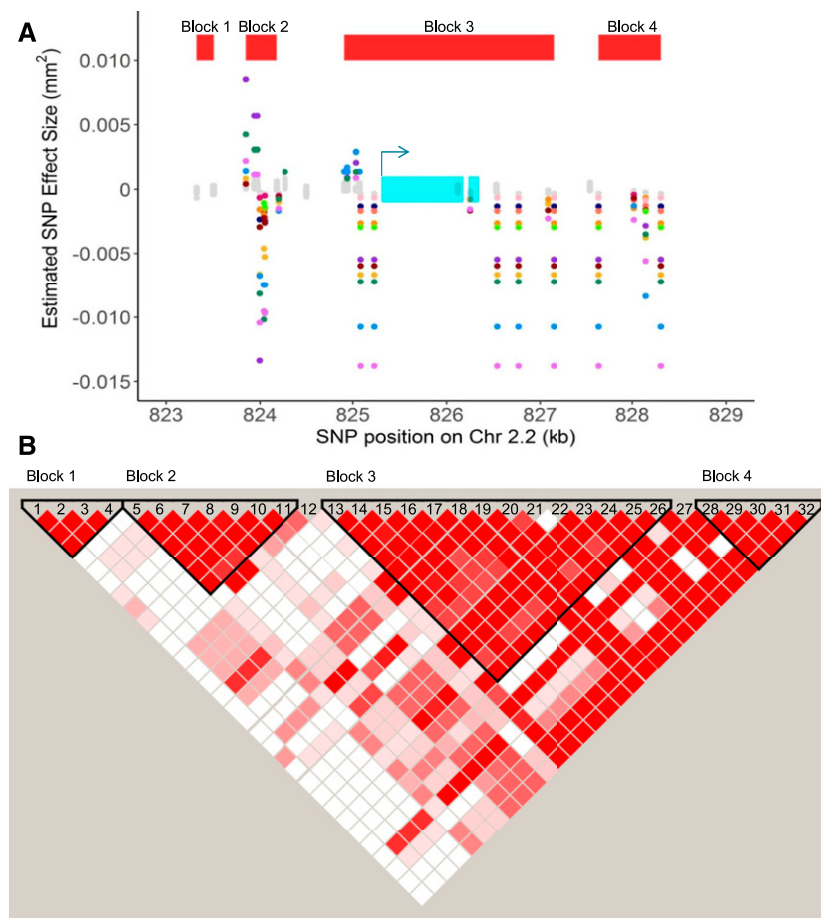 A
Block 1 Block 2 Block 3 Block 4
Estimated SNP Effect Size (mm²)
0.010
0.005
0
-0.005
-0.010
-0.015
823 824 825 826 827 828 829
SNP position on Chr 2.2 (kb)
B
Block 1 Block 2 Block 3 Block 4
1 2 3 4 5 6 7 8 9 10 11 12 13 14 15 16 17 18 19 20 21 22 23 24 25 26 27 28 29 30 31 32